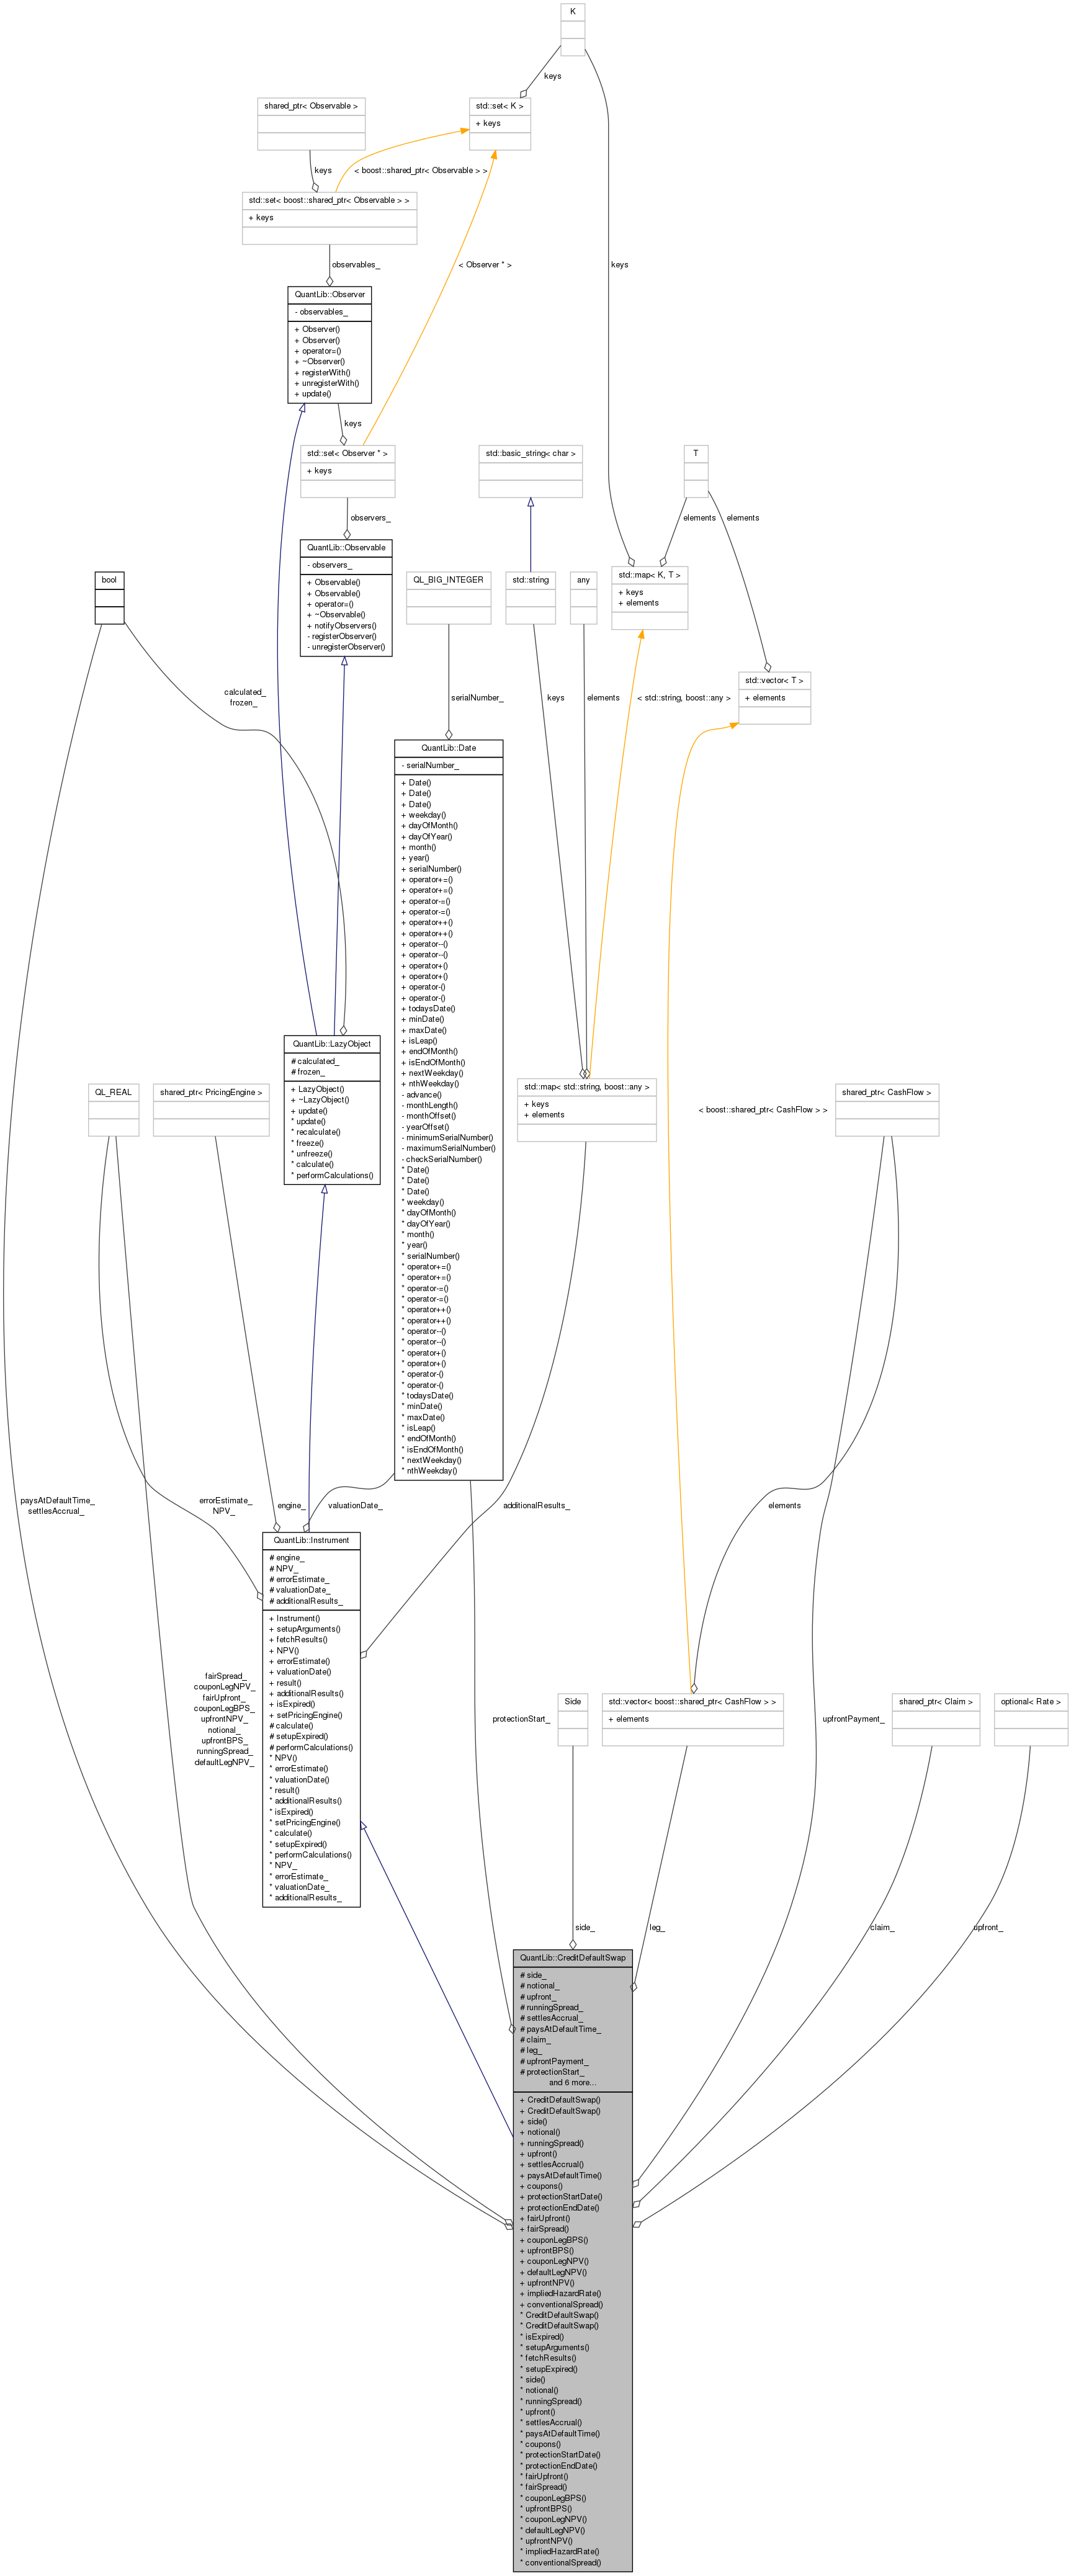 K
keys
shared_ptr< Observable >
std::set< K >
+ keys
keys
< boost::shared_ptr< Observable > >
std::set< boost::shared_ptr< Observable > >
+ keys
observables_
< Observer * >
keys
QuantLib::Observer
- observables_
+ Observer()
+ Observer()
+ operator=()
+ ~Observer()
+ registerWith()
+ unregisterWith()
+ update()
keys
std::set< Observer * >
+ keys
std::basic_string< char >
T
observers_
elements
elements
QuantLib::Observable
- observers_
+ Observable()
+ Observable()
+ operator=()
+ ~Observable()
+ notifyObservers()
- registerObserver()
- unregisterObserver()
bool
QL_BIG_INTEGER
std::string
any
std::map< K, T >
+ keys
+ elements
std::vector< T >
+ elements
calculated_
frozen_
serialNumber_
keys
elements
< std::string, boost::any >
QuantLib::Date
- serialNumber_
+ Date()
+ Date()
+ Date()
+ weekday()
+ dayOfMonth()
+ dayOfYear()
+ month()
+ year()
+ serialNumber()
+ operator+=()
+ operator+=()
+ operator-=()
+ operator-=()
+ operator++()
+ operator++()
+ operator--()
+ operator--()
+ operator+()
+ operator+()
+ operator-()
+ operator-()
+ todaysDate()
+ minDate()
+ maxDate()
+ isLeap()
+ endOfMonth()
+ isEndOfMonth()
+ nextWeekday()
+ nthWeekday()
- advance()
- monthLength()
- monthOffset()
- yearOffset()
- minimumSerialNumber()
- maximumSerialNumber()
- checkSerialNumber()
* Date()
* Date()
* Date()
* weekday()
* dayOfMonth()
* dayOfYear()
* month()
* year()
* serialNumber()
* operator+=()
* operator+=()
* operator-=()
* operator-=()
* operator++()
* operator++()
* operator--()
* operator--()
* operator+()
* operator+()
* operator-()
* operator-()
* todaysDate()
* minDate()
* maxDate()
* isLeap()
* endOfMonth()
* isEndOfMonth()
* nextWeekday()
* nthWeekday()
QuantLib::LazyObject
# calculated_
# frozen_
+ LazyObject()
+ ~LazyObject()
+ update()
* update()
* recalculate()
* freeze()
* unfreeze()
* calculate()
* performCalculations()
QL_REAL
shared_ptr< PricingEngine >
std::map< std::string, boost::any >
+ keys
+ elements
< boost::shared_ptr< CashFlow > >
shared_ptr< CashFlow >
paysAtDefaultTime_
settlesAccrual_
errorEstimate_
NPV_
engine_
valuationDate_
additionalResults_
elements
QuantLib::Instrument
# engine_
# NPV_
# errorEstimate_
# valuationDate_
# additionalResults_
+ Instrument()
+ setupArguments()
+ fetchResults()
+ NPV()
+ errorEstimate()
+ valuationDate()
+ result()
+ additionalResults()
+ isExpired()
+ setPricingEngine()
# calculate()
# setupExpired()
# performCalculations()
* NPV()
* errorEstimate()
* valuationDate()
* result()
* additionalResults()
* isExpired()
* setPricingEngine()
* calculate()
* setupExpired()
* performCalculations()
* NPV_
* errorEstimate_
* valuationDate_
* additionalResults_
fairSpread_
couponLegNPV_
fairUpfront_
couponLegBPS_
upfrontNPV_
notional_
upfrontBPS_
runningSpread_
defaultLegNPV_
protectionStart_
Side
std::vector< boost::shared_ptr< CashFlow > >
+ elements
upfrontPayment_
shared_ptr< Claim >
optional< Rate >
side_
leg_
claim_
upfront_
QuantLib::CreditDefaultSwap
# side_
# notional_
# upfront_
# runningSpread_
# settlesAccrual_
# paysAtDefaultTime_
# claim_
# leg_
# upfrontPayment_
# protectionStart_
and 6 more...
+ CreditDefaultSwap()
+ CreditDefaultSwap()
+ side()
+ notional()
+ runningSpread()
+ upfront()
+ settlesAccrual()
+ paysAtDefaultTime()
+ coupons()
+ protectionStartDate()
+ protectionEndDate()
+ fairUpfront()
+ fairSpread()
+ couponLegBPS()
+ upfrontBPS()
+ couponLegNPV()
+ defaultLegNPV()
+ upfrontNPV()
+ impliedHazardRate()
+ conventionalSpread()
* CreditDefaultSwap()
* CreditDefaultSwap()
* isExpired()
* setupArguments()
* fetchResults()
* setupExpired()
* side()
* notional()
* runningSpread()
* upfront()
* settlesAccrual()
* paysAtDefaultTime()
* coupons()
* protectionStartDate()
* protectionEndDate()
* fairUpfront()
* fairSpread()
* couponLegBPS()
* upfrontBPS()
* couponLegNPV()
* defaultLegNPV()
* upfrontNPV()
* impliedHazardRate()
* conventionalSpread()